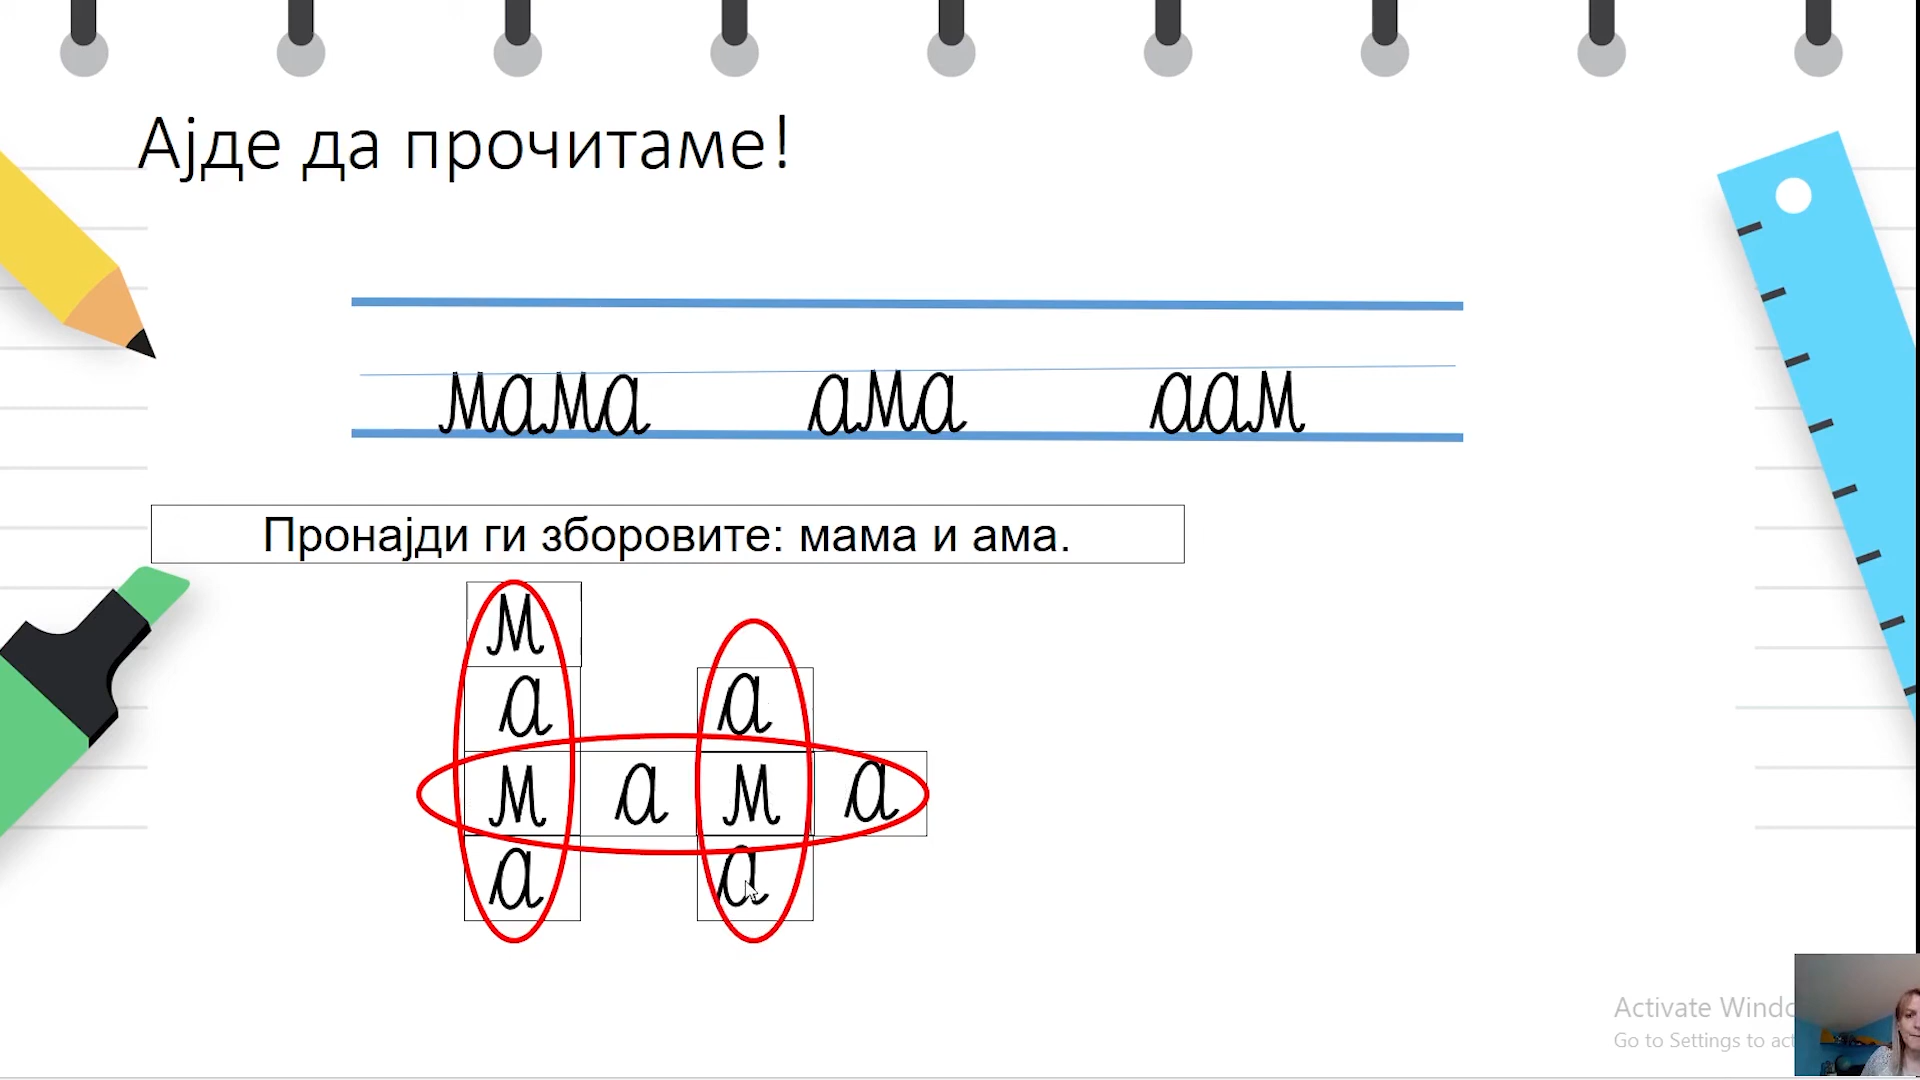 Ајде да прочитаме!
мама ама аам
Пронајди ги зборовите: мама и ама.
м
а а
м а м а
а а
Activate Windo
Go to Settings to act